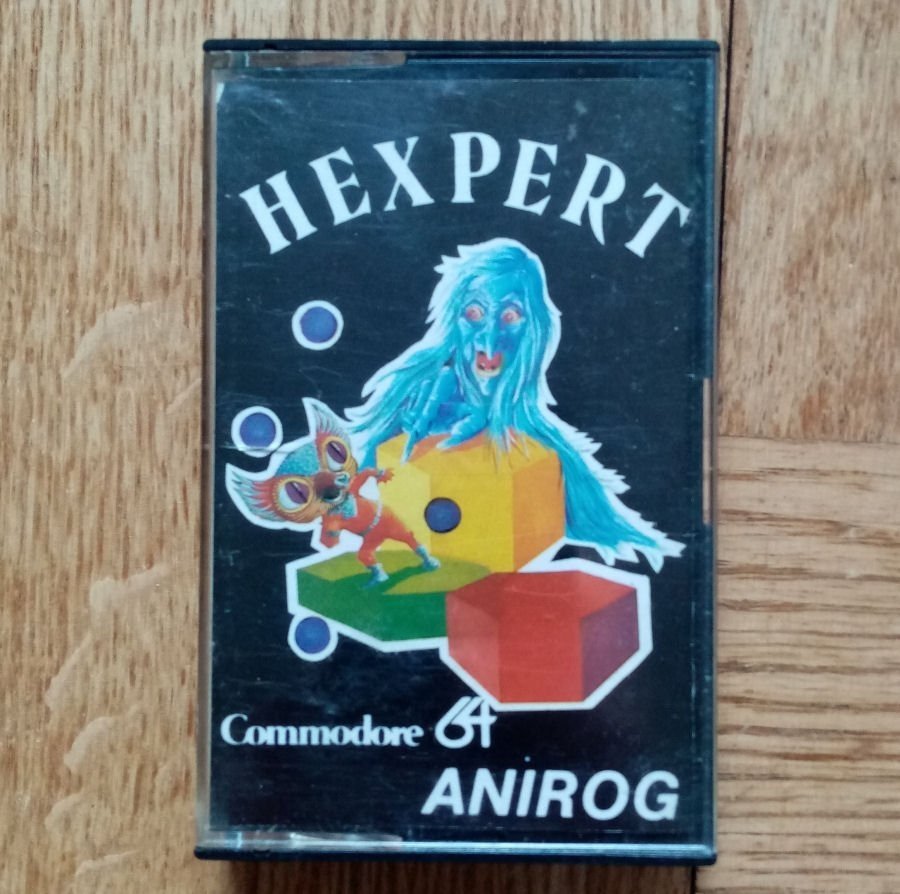 HEXPERT
Commodore 64
ANIROG